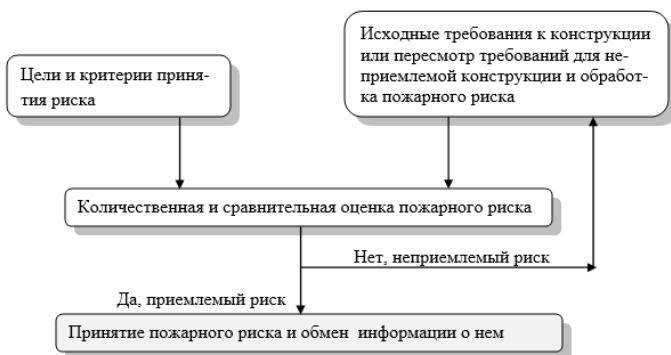 Цели и критерии приня-
тия риска
Исходные требования к конструкции
или пересмотр требований для не-
приемлемой конструкции и обработ-
ка пожарного риска
Количественная и сравнительная оценка пожарного риска
Нет, неприемлемый риск
Да, приемлемый риск
Принятие пожарного риска и обмен информации о нем